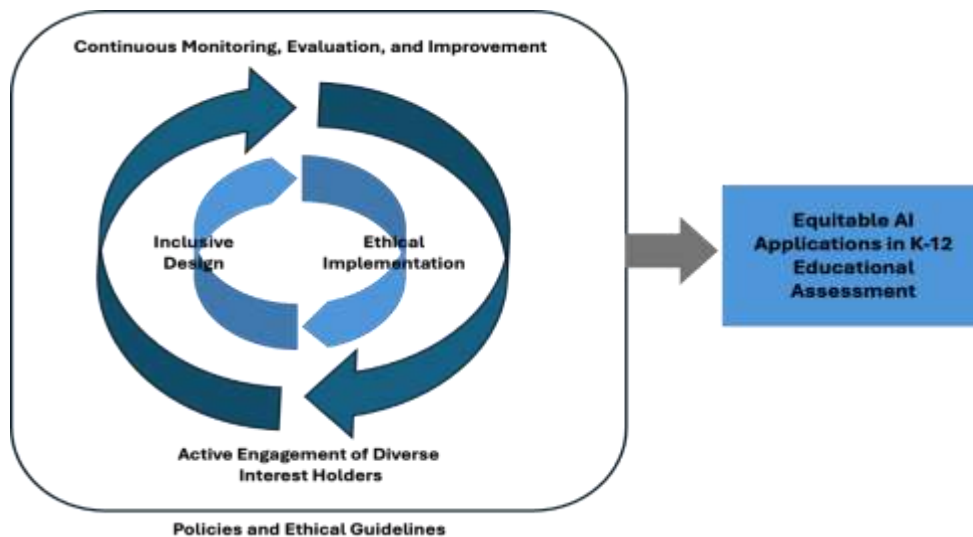 Continuous Monitoring, Evaluation, and Improvement
Inclusive
Design
Ethical
Implementation
Active Engagement of Diverse
Interest Holders
Policies and Ethical Guidelines
Equitable AI
Applications in K-12
Educational
Assessment